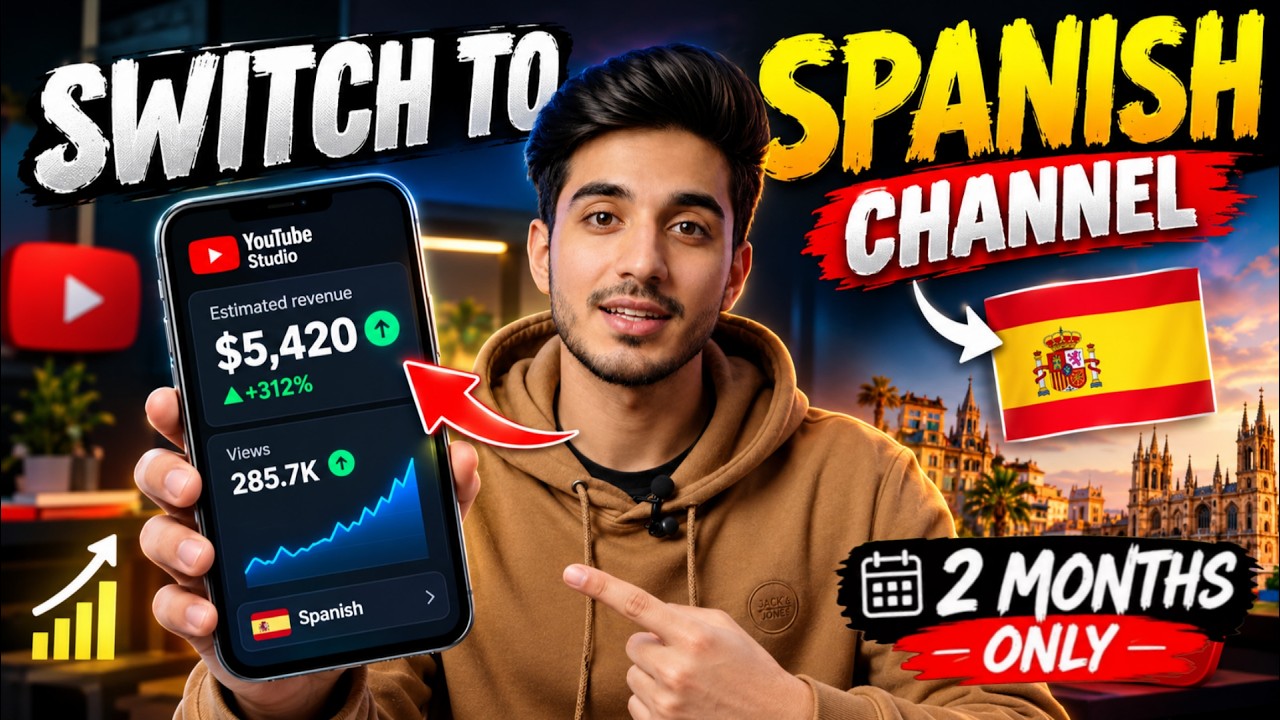 SWITCH TO
SPANISH
CHANNEL
YouTube
Studio
Estimated revenue
$5,420
+312%
Views
285.7K
Spanish
JACK &
JONES
2 MONTHS
ONLY